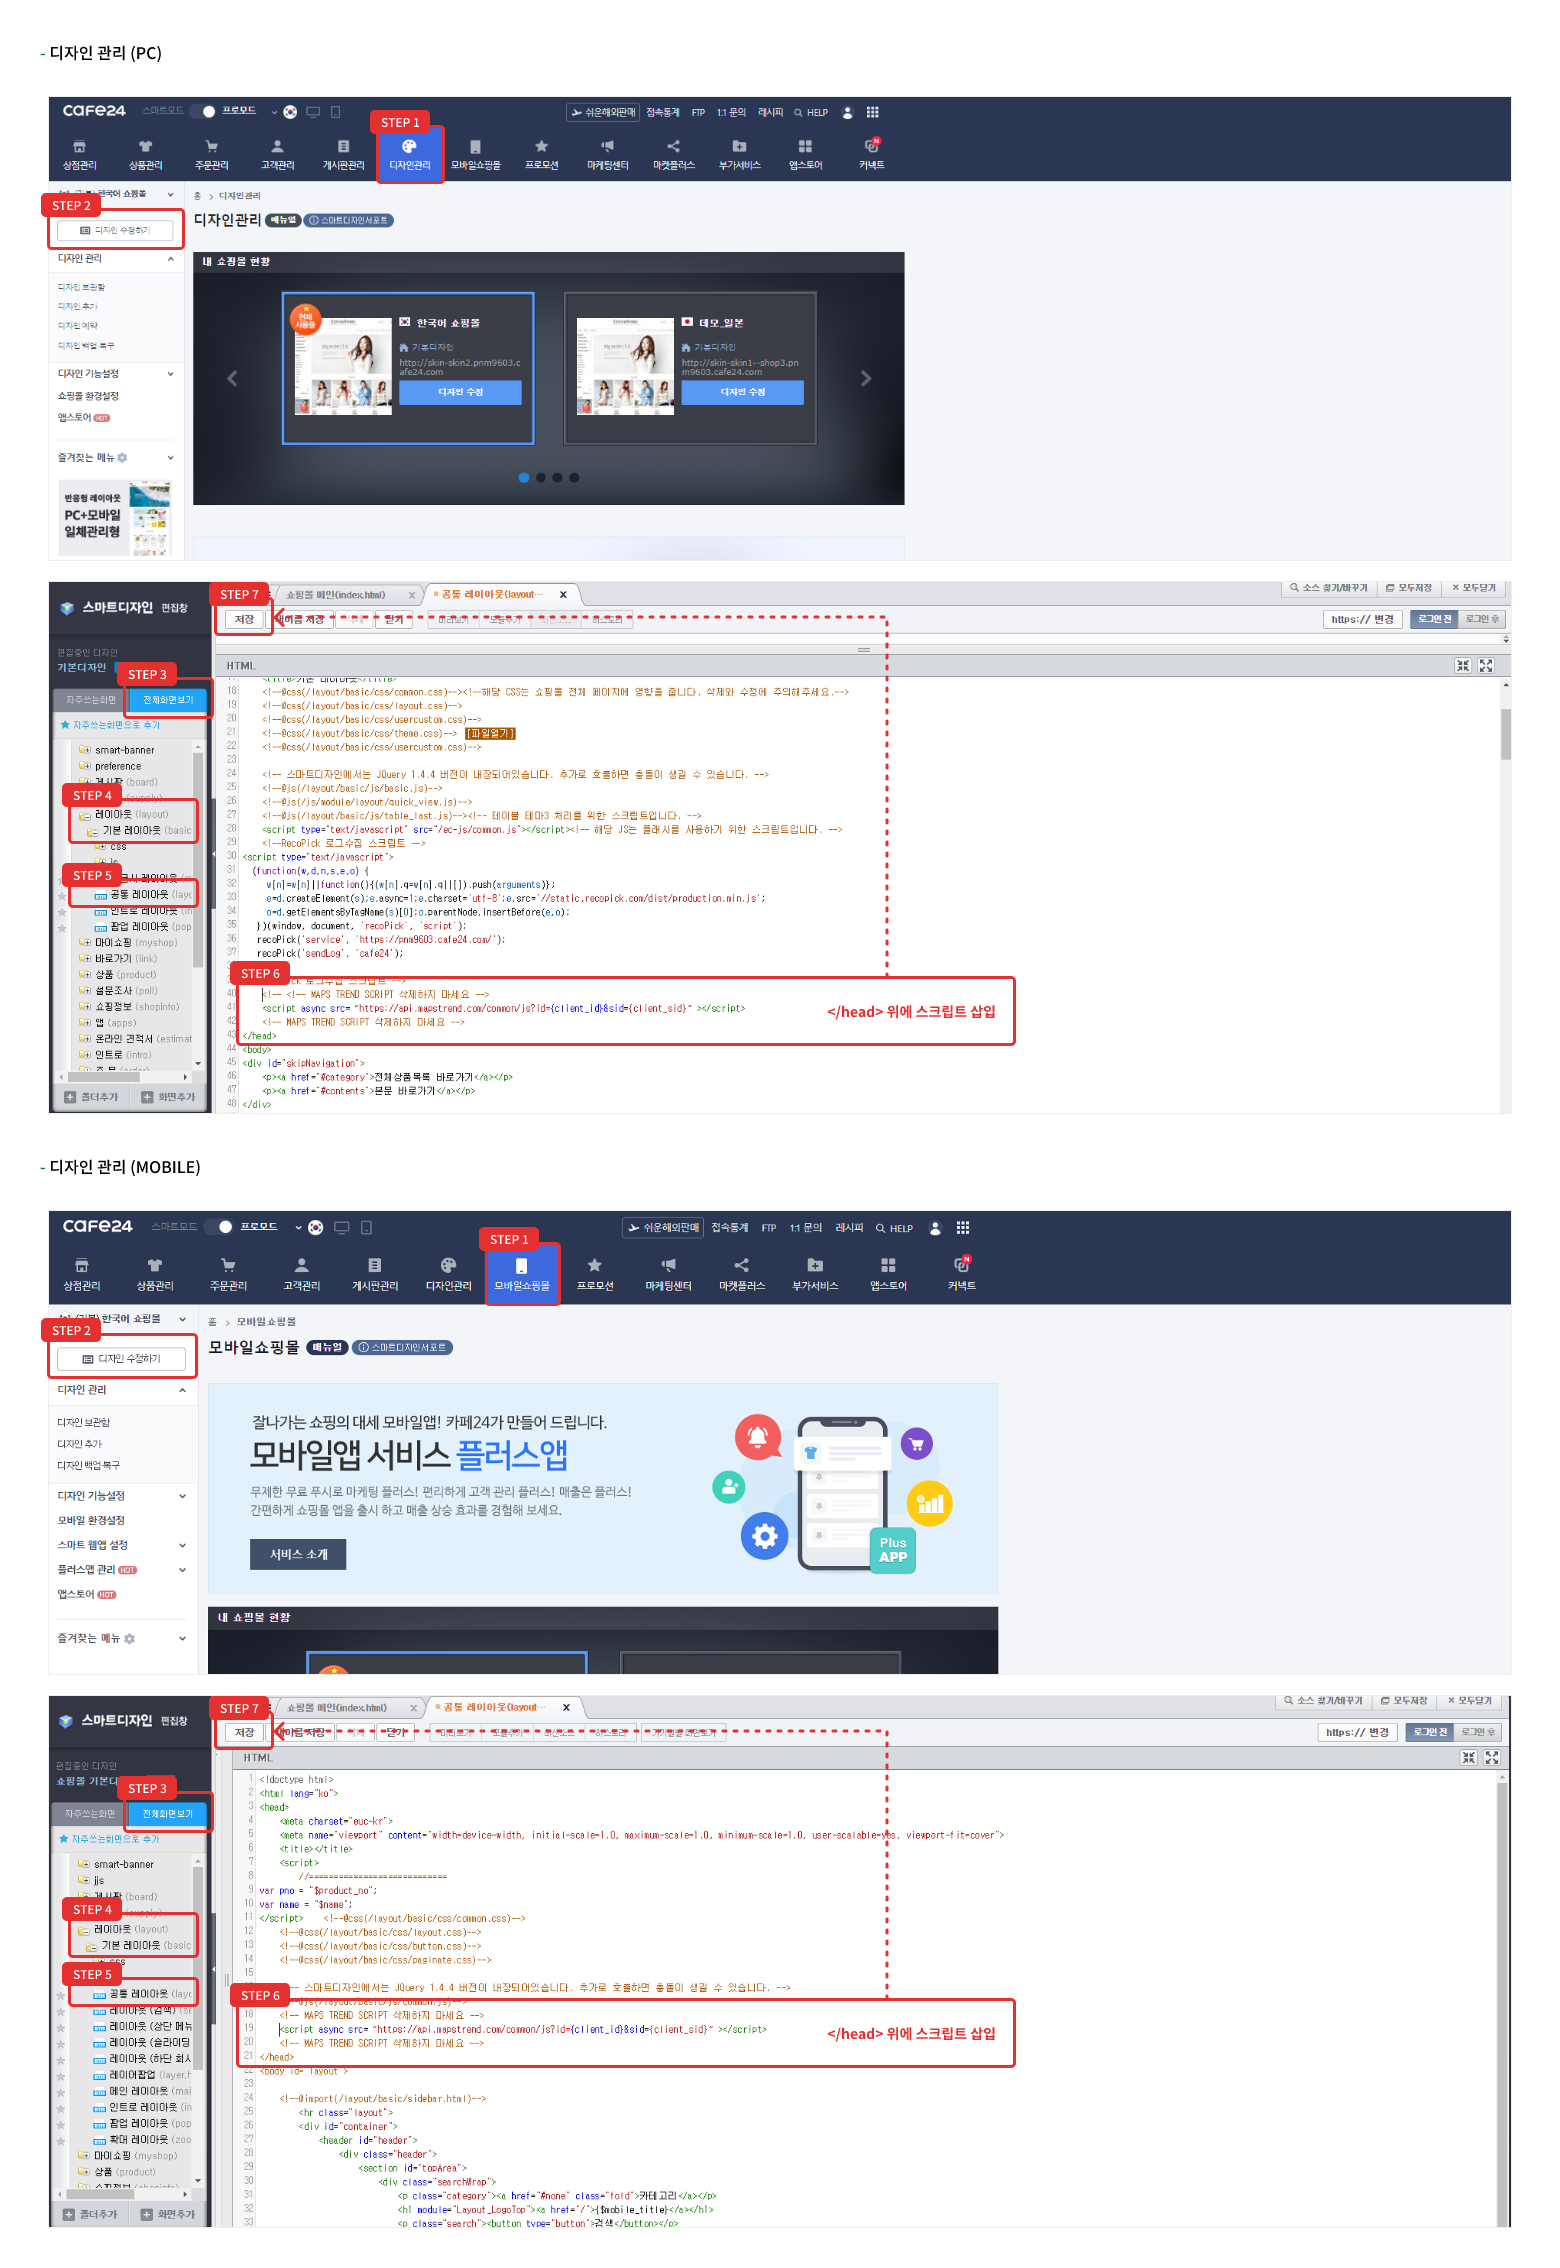 - 디자인 관리 (PC)
cafe24 스마트모드 프로모드 쉬운해외판매 접속통계 FTP 1:1 문의 레시피 HELP
STEP 1
상점관리 상품관리 주문관리 고객관리 게시판관리 디자인관리 모바일쇼핑몰 프로모션 마케팅센터 마켓플러스 부가서비스 앱스토어 커넥트
한국어 쇼핑몰
홈 > 디자인관리
STEP 2
디자인 수정하기
디자인관리 매뉴얼 스마트디자인서포트
디자인 관리
디자인 보관함
디자인 추가
디자인 예약
디자인 백업·복구
디자인 기능설정
쇼핑몰 환경설정
앱스토어 HOT
즐겨찾는 메뉴
반응형 레이아웃
PC+모바일
일체관리형
내 쇼핑몰 현황
현재 사용중
한국어 쇼핑몰
기본디자인
http://skin-skin2.pnm9603.cafe24.com
디자인 수정
데모_일본
기본디자인
http://skin-skin1--shop3.pnm9603.cafe24.com
디자인 수정
스마트디자인 편집창
STEP 7
쇼핑몰 메인(index.html) x
공통 레이아웃(layout··· x
소스 찾기/바꾸기 모두저장 × 모두닫기
저장 닫기 히스토리 https:// 변경 로그인 전 로그인 후
편집중인 디자인
기본디자인
STEP 3
자주쓰는화면 전체화면보기
자주쓰는화면으로 추가
smart-banner
preference
게시판 (board)
STEP 4
레이아웃 (layout)
기본 레이아웃 (basic
css
js
STEP 5
공통 레이아웃 (layo
인트로 레이아웃 (in
팝업 레이아웃 (pop
마이쇼핑 (myshop)
바로가기 (link)
상품 (product)
설문조사 (poll)
쇼핑정보 (shopinfo)
앱 (apps)
온라인 견적서 (estimat
인트로 (intro)
주문 (order)
폴더추가 화면추가
HTML
17 <title>기본 레이아웃</title>
18 <!--@css(/layout/basic/css/common.css)--><!--해당 CSS는 쇼핑몰 전체 페이지에 영향을 줍니다. 삭제와 수정에 주의해주세요.-->
19 <!--@css(/layout/basic/css/layout.css)-->
20 <!--@css(/layout/basic/css/usercustom.css)-->
21 <!--@css(/layout/basic/css/theme.css)--> [파일열기]
22 <!--@css(/layout/basic/css/usercustom.css)-->
23
24 <!-- 스마트디자인에서는 JQuery 1.4.4 버전이 내장되어있습니다. 추가로 호출하면 충돌이 생길 수 있습니다. -->
25 <!--@js(/layout/basic/js/basic.js)-->
26 <!--@js(/js/module/layout/quick_view.js)-->
27 <!--@js(/layout/basic/js/table_last.js)--><!-- 테이블 테마3 처리를 위한 스크립트입니다. -->
28 <script type="text/javascript" src="/ec-js/common.js"></script><!-- 해당 JS는 플래시를 사용하기 위한 스크립트입니다. -->
29 <!--RecoPick 로그수집 스크립트 -->
30 <script type="text/javascript">
31 (function(w,d,n,s,e,o) {
32 w[n]=w[n]||function(){(w[n].q=w[n].q||[]).push(arguments)};
33 e=d.createElement(s);e.async=1;e.charset='utf-8';e.src='//static.recopick.com/dist/production.min.js';
34 o=d.getElementsByTagName(s)[0];o.parentNode.insertBefore(e,o);
35 })(window, document, 'recoPick', 'script');
36 recoPick('service', 'https://pnm9603.cafe24.com/');
37 recoPick('sendLog', 'cafe24');
STEP 6
로그수집 스크립트 -->
40 <!-- <!-- MAPS TREND SCRIPT 삭제하지 마세요 -->
41 <script async src= "https://api.mapstrend.com/common/js?id={client_id}&sid={client_sid}" ></script>
42 <!-- MAPS TREND SCRIPT 삭제하지 마세요 -->
43 </head>
</head> 위에 스크립트 삽입
44 <body>
45 <div id="skipNavigation">
46 <p><a href="#category">전체상품목록 바로가기</a></p>
47 <p><a href="#contents">본문 바로가기</a></p>
48 </div>
- 디자인 관리 (MOBILE)
cafe24 스마트모드 프로모드 쉬운해외판매 접속통계 FTP 1:1 문의 레시피 HELP
STEP 1
상점관리 상품관리 주문관리 고객관리 게시판관리 디자인관리 모바일쇼핑몰 프로모션 마케팅센터 마켓플러스 부가서비스 앱스토어 커넥트
한국어 쇼핑몰
홈 > 모바일쇼핑몰
STEP 2
디자인 수정하기
모바일쇼핑몰 매뉴얼 스마트디자인서포트
디자인 관리
디자인 보관함
디자인 추가
디자인 백업·복구
디자인 기능설정
모바일 환경설정
스마트 웹앱 설정
플러스앱 관리 HOT
앱스토어 HOT
즐겨찾는 메뉴
잘나가는 쇼핑의 대세 모바일앱! 카페24가 만들어 드립니다.
모바일앱 서비스 플러스앱
무제한 무료 푸시로 마케팅 플러스! 편리하게 고객 관리 플러스! 매출은 플러스!
간편하게 쇼핑몰 앱을 출시 하고 매출 상승 효과를 경험해 보세요.
서비스 소개
Plus
APP
내 쇼핑몰 현황
스마트디자인 편집창
STEP 7
쇼핑몰 메인(index.html) x
공통 레이아웃(layout··· x
소스 찾기/바꾸기 모두저장 × 모두닫기
저장 닫기 https:// 변경 로그인 전 로그인 후
편집중인 디자인
쇼핑몰 기본디
STEP 3
자주쓰는화면 전체화면보기
자주쓰는화면으로 추가
smart-banner
jjs
게시판 (board)
STEP 4
레이아웃 (layout)
기본 레이아웃 (basic
css
STEP 5
공통 레이아웃 (layo
레이아웃 (검색) (se
레이아웃 (상단 메뉴
레이아웃 (슬라이딩
레이아웃 (하단 회사
레이어팝업 (layer.h
메인 레이아웃 (mai
인트로 레이아웃 (in
팝업 레이아웃 (pop
확대 레이아웃 (zoo
마이쇼핑 (myshop)
상품 (product)
쇼핑정보 (shopinfo)
폴더추가 화면추가
HTML
1 <!doctype html>
2 <html lang="ko">
3 <head>
4 <meta charset="euc-kr">
5 <meta name="viewport" content="width=device-width, initial-scale=1.0, maximum-scale=1.0, minimum-scale=1.0, user-scalable=yes, viewport-fit=cover">
6 <title></title>
7 <script>
8 //============================
9 var pno = "$product_no";
10 var name = "$name";
11 </script> <!--@css(/layout/basic/css/common.css)-->
12 <!--@css(/layout/basic/css/layout.css)-->
13 <!--@css(/layout/basic/css/button.css)-->
14 <!--@css(/layout/basic/css/paginate.css)-->
15
스마트디자인에서는 JQuery 1.4.4 버전이 내장되어있습니다. 추가로 호출하면 충돌이 생길 수 있습니다. -->
STEP 6
@js(/layout/basic/js/common.js)-->
18 <!-- MAPS TREND SCRIPT 삭제하지 마세요 -->
19 <script async src= "https://api.mapstrend.com/common/js?id={client_id}&sid={client_sid}" ></script>
20 <!-- MAPS TREND SCRIPT 삭제하지 마세요 -->
21 </head>
</head> 위에 스크립트 삽입
22 <body id="layout">
23
24 <!--@import(/layout/basic/sidebar.html)-->
25 <hr class="layout">
26 <div id="container">
27 <header id="header">
28 <div class="header">
29 <section id="topArea">
30 <div class="searchWrap">
31 <p class="category"><a href="#none" class="fold">카테고리</a></p>
32 <h1 module="Layout_LogoTop"><a href="/">{$mobile_title}</a></h1>
33 <p class="search"><button type="button">검색</button></p>